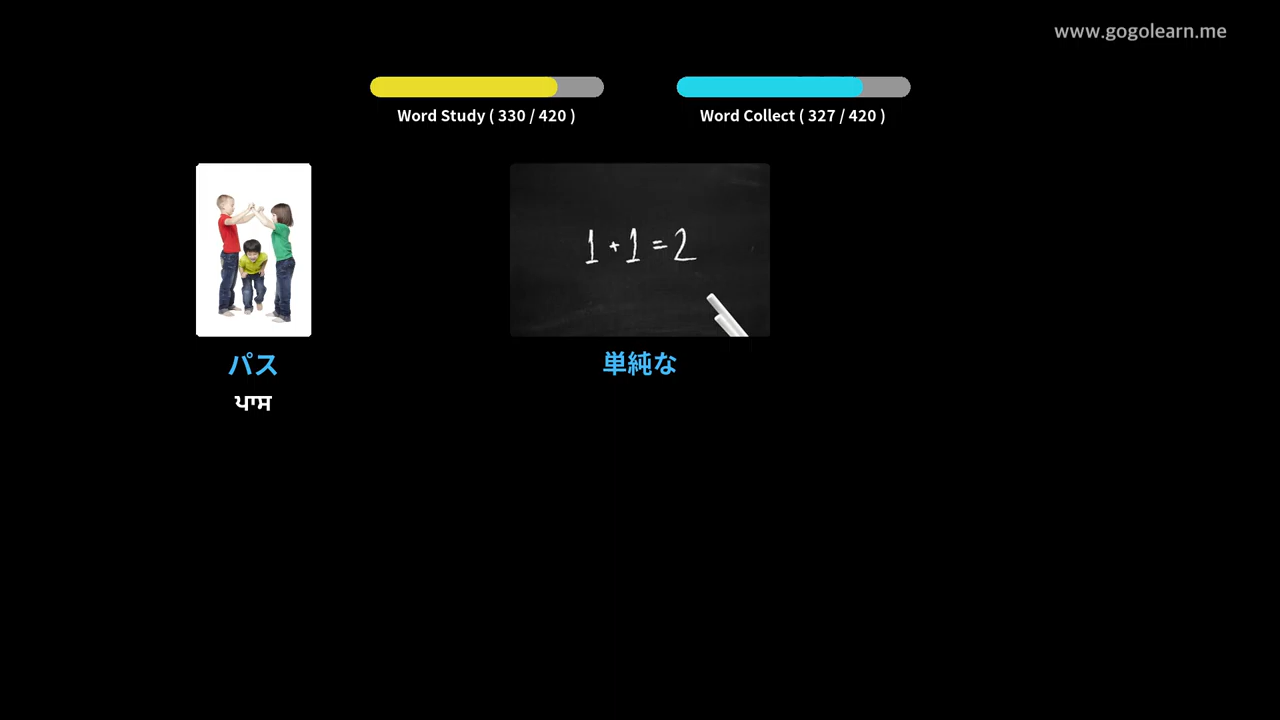 www.gogolearn.me
Word Study ( 330 / 420 )
Word Collect ( 327 / 420 )
1 + 1 = 2
パス
単純な
ਪਾਸ